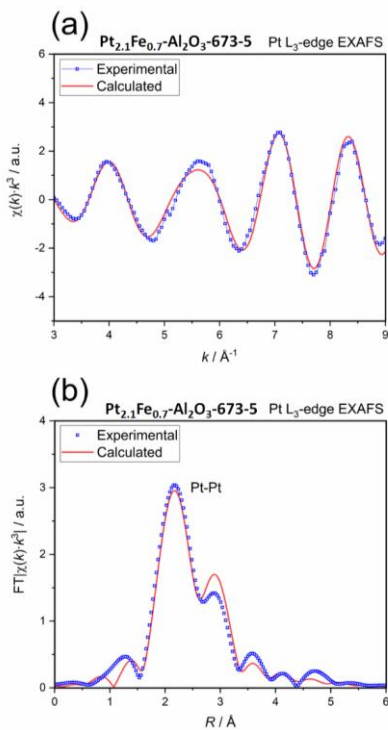 (a)
Pt2.1Fe0.7-Al2O3-673-5 Pt L3-edge EXAFS
Experimental
Calculated
χ(k)·k³ / a.u.
6
4
2
0
-2
-4
3 4 5 6 7 8 9
k / Å⁻¹
(b)
Pt2.1Fe0.7-Al2O3-673-5 Pt L3-edge EXAFS
Experimental
Calculated
Pt-Pt
FT|χ(k)·k³| / a.u.
4
3
2
1
0
0 1 2 3 4 5 6
R / Å